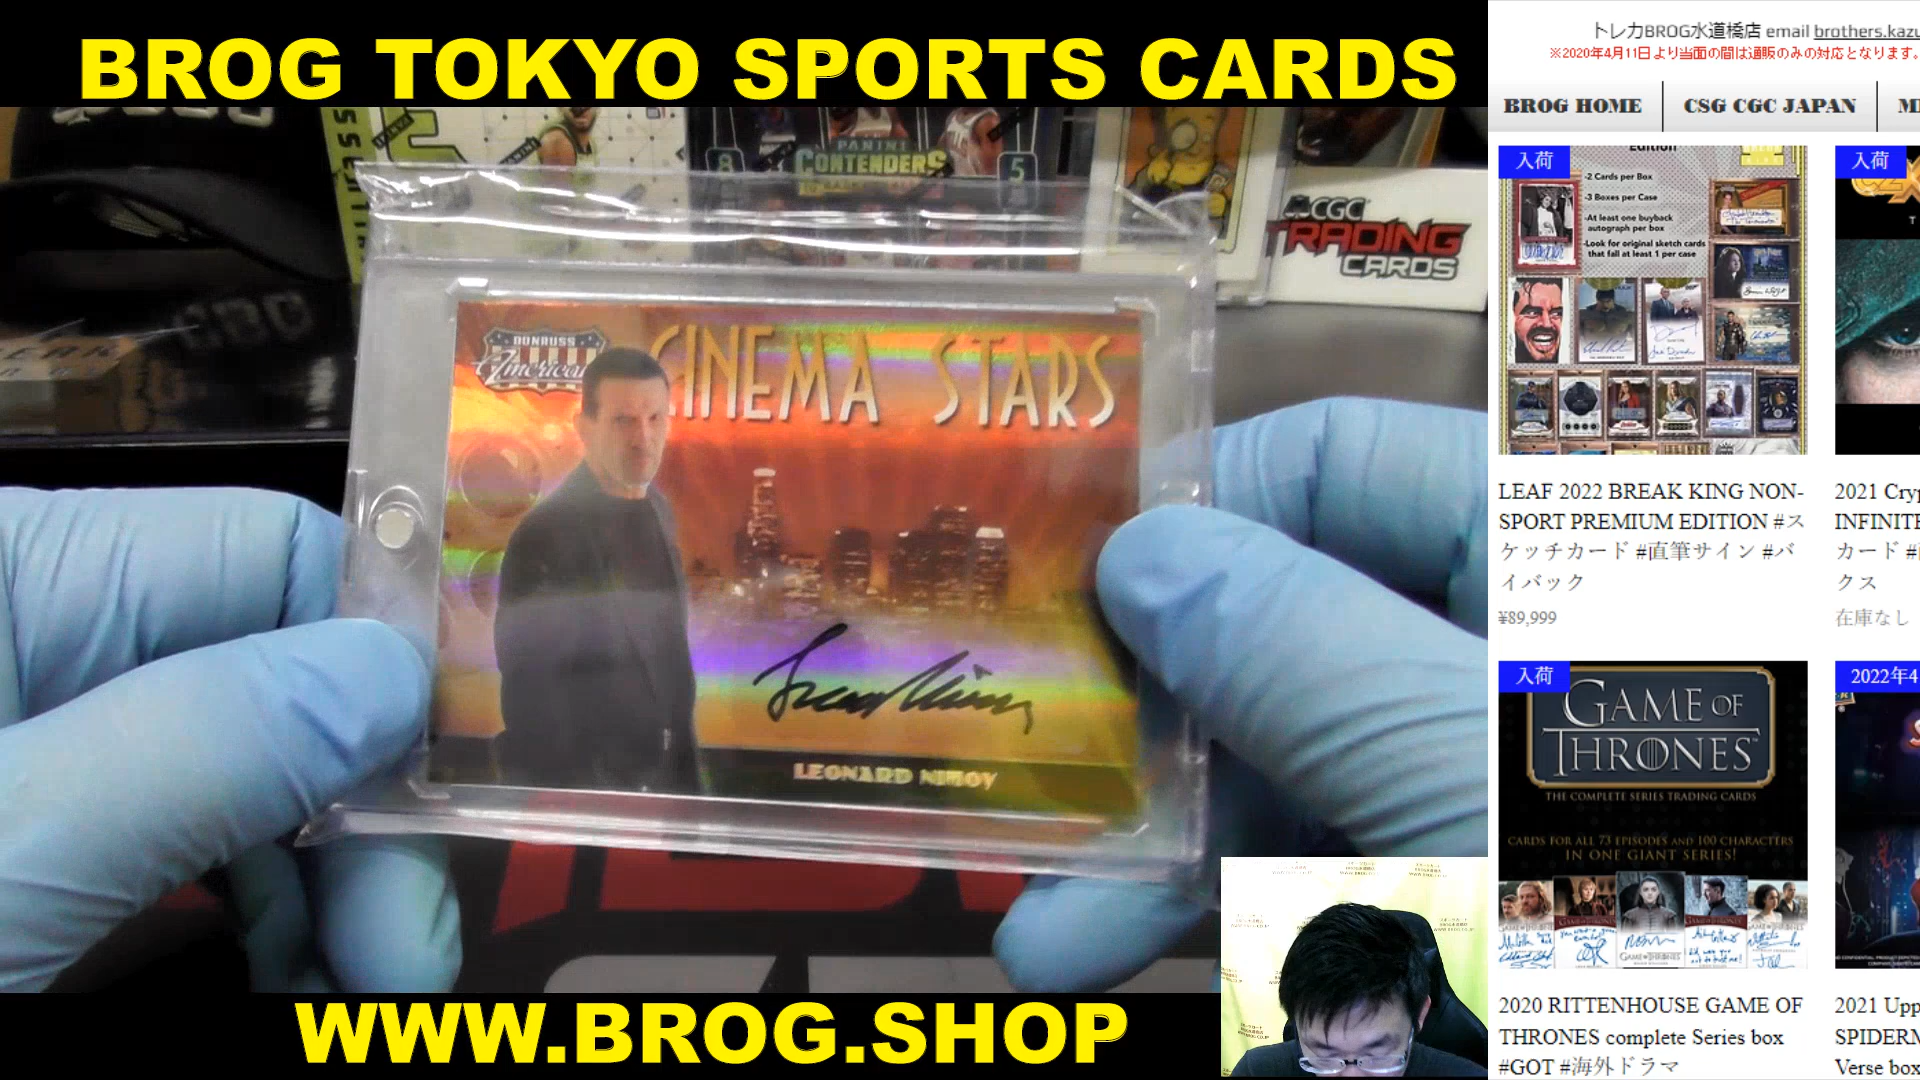 BROG TOKYO SPORTS CARDS
PANINI
CONTENDERS
8
5
PANINI
CGC
TRADING
CARDS
DONRUSS
Americana
CINEMA STARS
LEONARD NIMOY
WWW.BROG.SHOP
トレカBROG水道橋店 email brothers.kazu
※2020年4月11日より当面の間は通販のみの対応となります。
BROG HOME
CSG CGC JAPAN
入荷
Edition
-2 Cards per Box
-3 Boxes per Case
-At least one buyback
autograph per box
-Look for original sketch cards
that fall at least 1 per case
LEAF 2022 BREAK KING NON-
SPORT PREMIUM EDITION #ス
ケッチカード #直筆サイン #バ
イバック
¥89,999
入荷
2021 Cryp
INFINITE
カード #
クス
在庫なし
入荷
GAME OF
THRONES
THE COMPLETE SERIES TRADING CARDS
CARDS FOR ALL 73 EPISODES AND 100 CHARACTERS
IN ONE GIANT SERIES!
2020 RITTENHOUSE GAME OF
THRONES complete Series box
#GOT #海外ドラマ
2022年4
2021 Upp
SPIDERM
Verse box